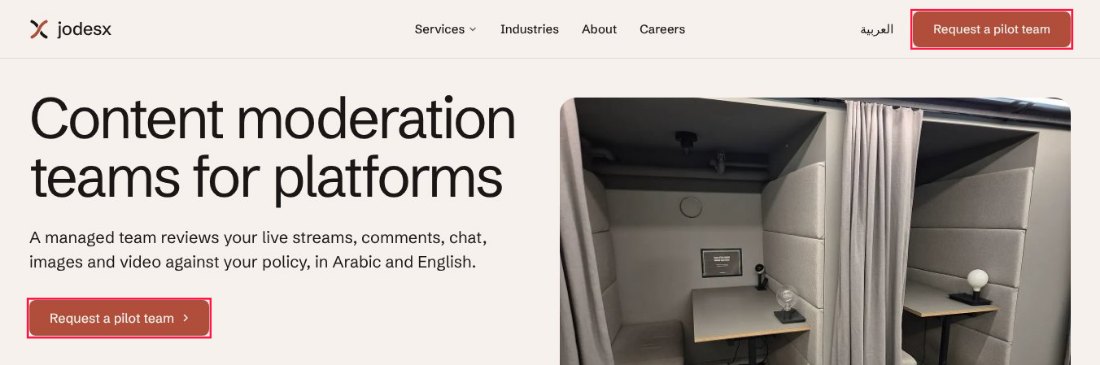 jodesx
Services
Industries
About
Careers
العربية
Request a pilot team
Content moderation
teams for platforms
A managed team reviews your live streams, comments, chat,
images and video against your policy, in Arabic and English.
Request a pilot team